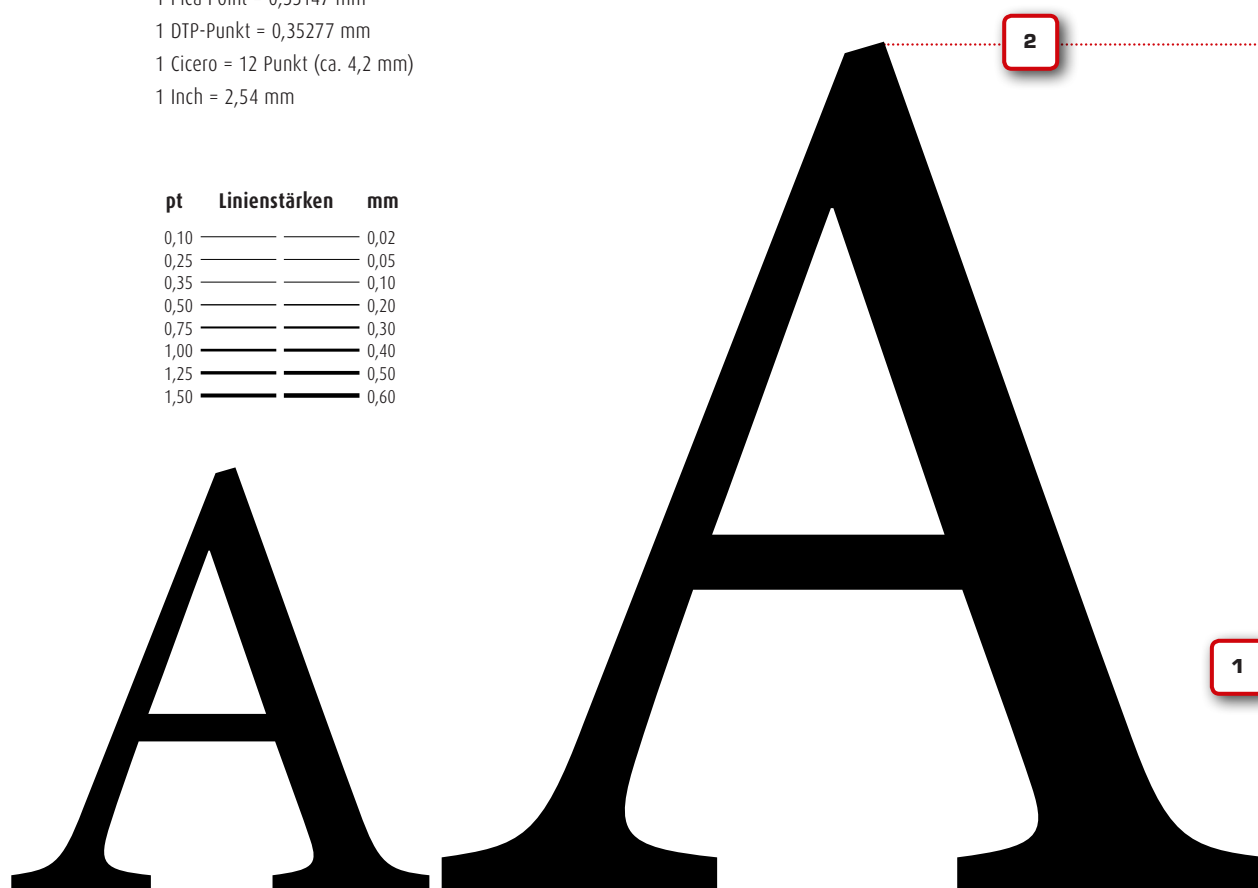 1 DTP-Punkt = 0,35277 mm
1 Cicero = 12 Punkt (ca. 4,2 mm)
1 Inch = 2,54 mm
2
pt Linienstärken mm
0,10 0,02
0,25 0,05
0,35 0,10
0,50 0,20
0,75 0,30
1,00 0,40
1,25 0,50
1,50 0,60
A A
1